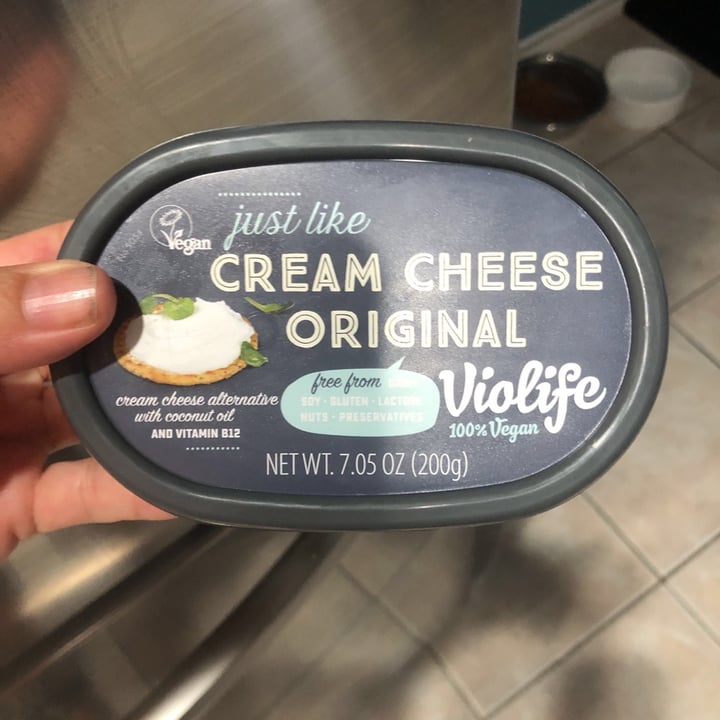 Vegan
just like
CREAM CHEESE
ORIGINAL
cream cheese alternative
with coconut oil
AND VITAMIN B12
free from DAIRY
SOY · GLUTEN · LACTOSE
NUTS · PRESERVATIVES
Violife
100% Vegan
NET WT. 7.05 OZ (200g)